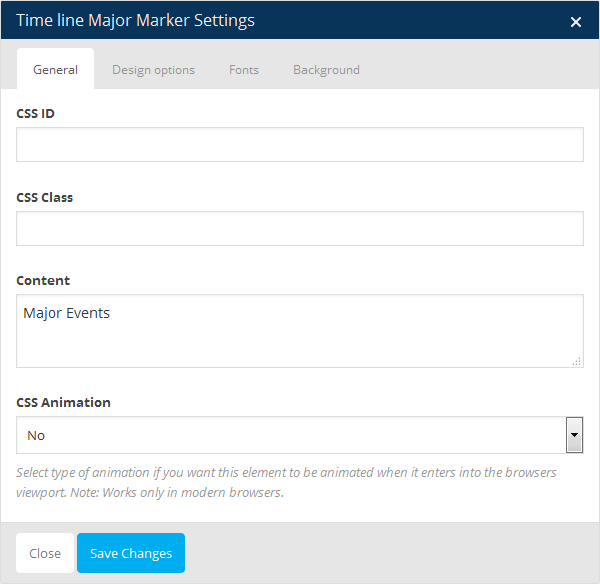 Time line Major Marker Settings
General Design options Fonts Background
CSS ID
CSS Class
Content
Major Events
CSS Animation
No
Select type of animation if you want this element to be animated when it enters into the browsers
viewport. Note: Works only in modern browsers.
Close Save Changes